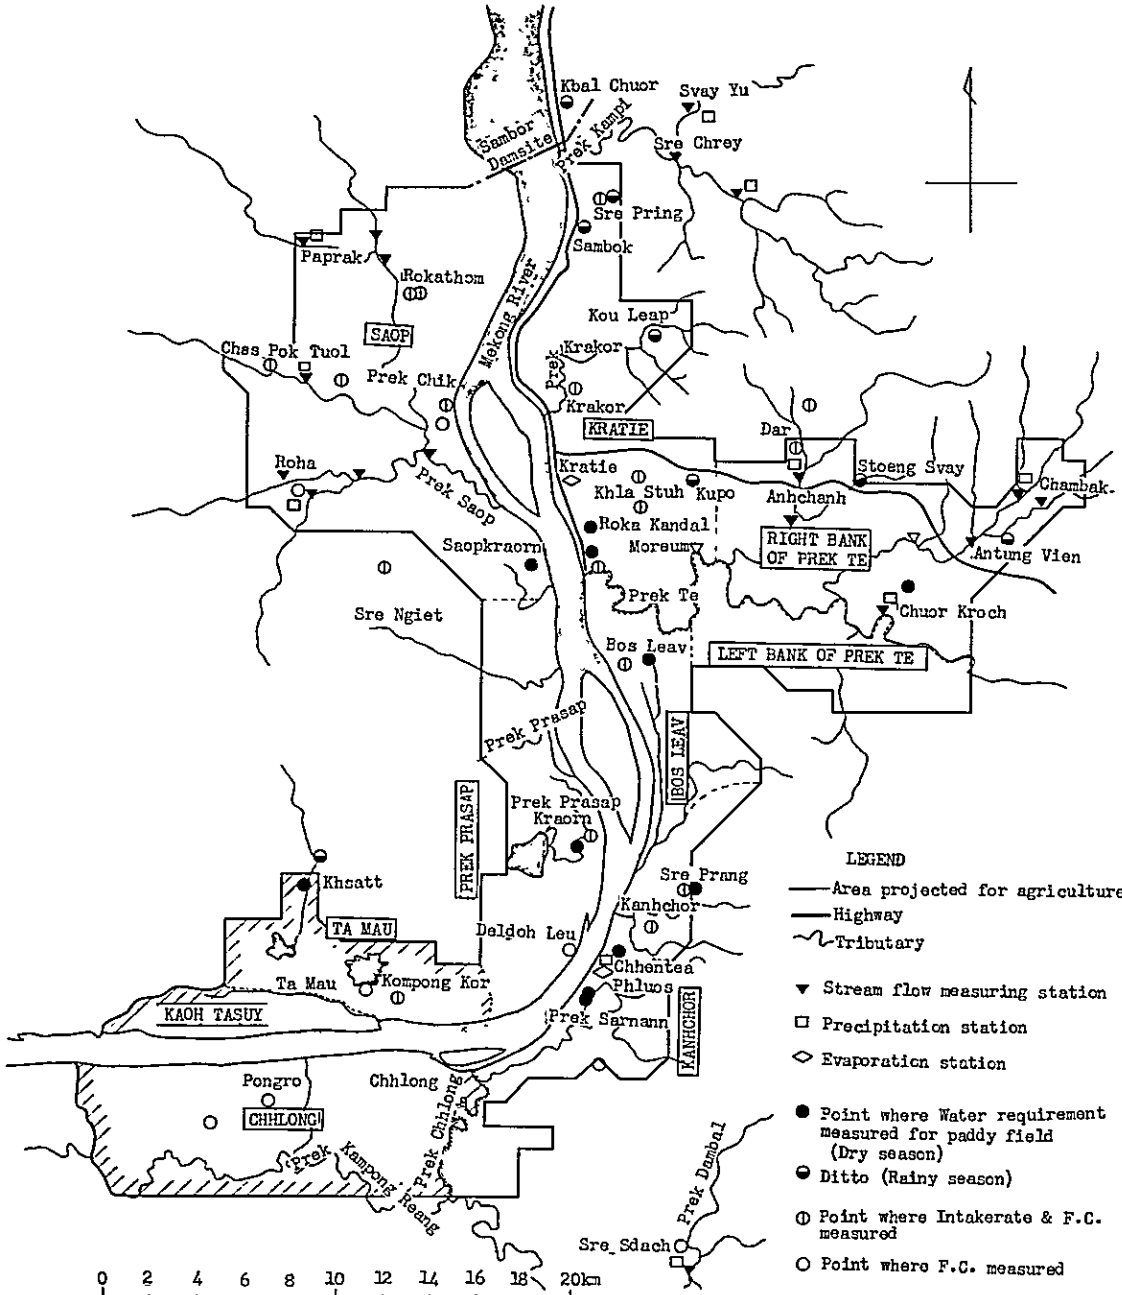 Kbal Chuor
Svay Yu
Sambor
Damsite
Prek Kampi
Sre Chrey
Sre Pring
Sambok
Paprak
Rokathom
Mekong River
SAOP
Kou Leap
Chas Pok Tuol
Prek Chik
Prek
Krakor
Krakor
KRATIE
Dar
Roha
Kratie
Stoeng Svay
Khla Stuh
Kupo
Anhchanh
Chambak
Prek Saop
Roka Kandal
Saopkraorn
Moreum
RIGHT BANK
OF PREK TE
Antung Vien
Prek Te
Chuor Kroch
Sre Ngiet
Bos Leav
LEFT BANK OF PREK TE
Prek Prasap
BOS LEAV
PREK PRASAP
Prek Prasap
Kraorn
Khsatt
Sre Prang
Kanhchor
TA MAU
Deldoh Leu
Chhentea
Ta Mau
Kompong Kor
Phluos
KAOH TASUY
Prek Sarnann
KANHCHOR
Pongro
Chhlong
CHHLONG
Prek Chhlong
Prek Kampong Reang
Prek Dambal
Sre Sdach
LEGEND
Area projected for agriculture
Highway
Tributary
Stream flow measuring station
Precipitation station
Evaporation station
Point where Water requirement
measured for paddy field
(Dry season)
Ditto (Rainy season)
Point where Intakerate & F.C.
measured
Point where F.C. measured
0 2 4 6 8 10 12 14 16 18 20km